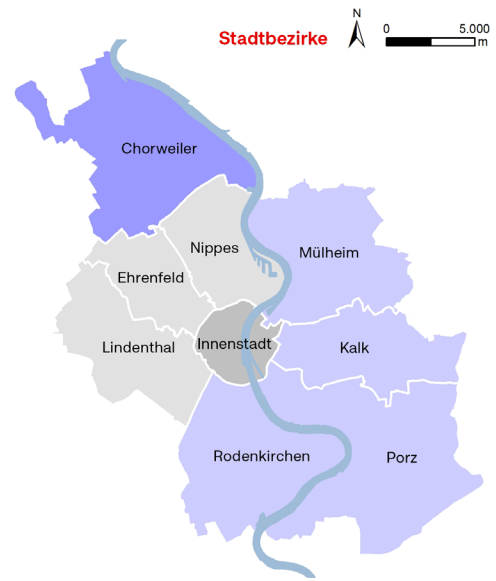 Stadtbezirke
N
0 5.000
m
Chorweiler
Nippes
Mülheim
Ehrenfeld
Lindenthal
Innenstadt
Kalk
Rodenkirchen
Porz